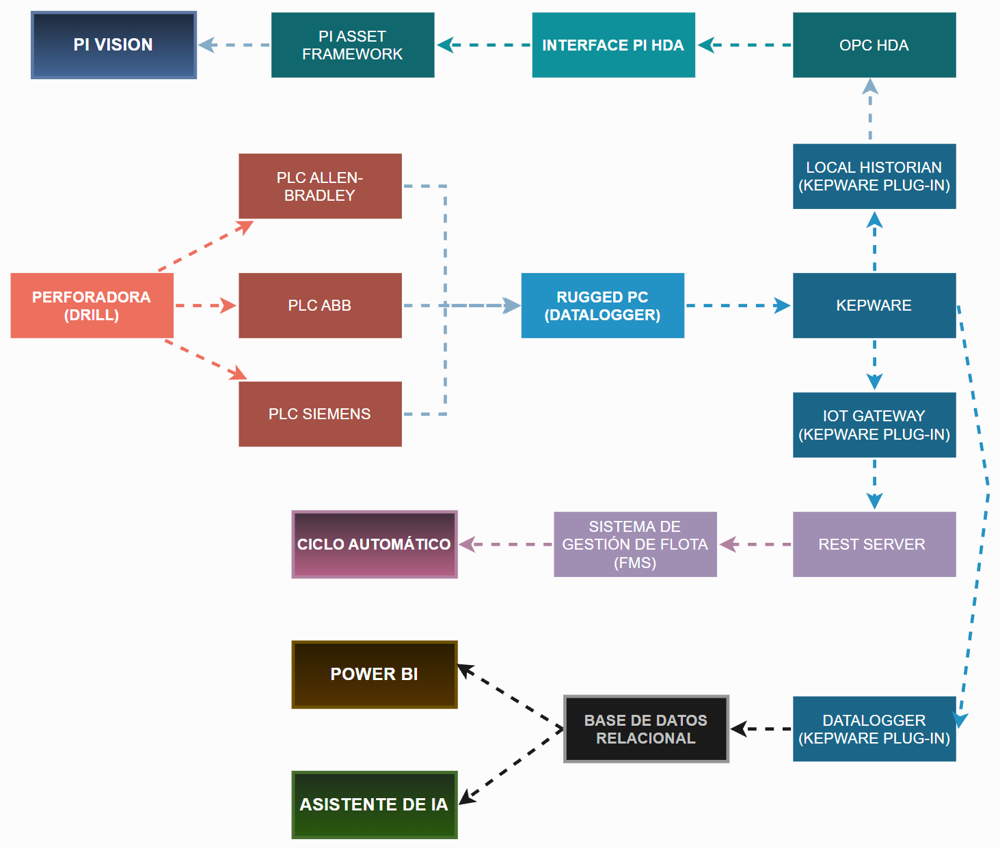 PI VISION
PI ASSET
FRAMEWORK
INTERFACE PI HDA
OPC HDA
LOCAL HISTORIAN
(KEPWARE PLUG-IN)
PLC ALLEN-
BRADLEY
PERFORADORA
(DRILL)
PLC ABB
RUGGED PC
(DATALOGGER)
KEPWARE
PLC SIEMENS
IOT GATEWAY
(KEPWARE PLUG-IN)
CICLO AUTOMÁTICO
SISTEMA DE
GESTIÓN DE FLOTA
(FMS)
REST SERVER
POWER BI
BASE DE DATOS
RELACIONAL
DATALOGGER
(KEPWARE PLUG-IN)
ASISTENTE DE IA